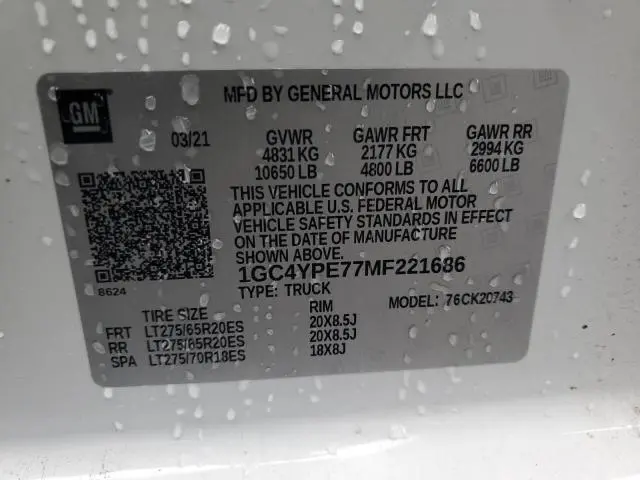 GM
MFD BY GENERAL MOTORS LLC
03/21 GVWR GAWR FRT GAWR RR
4831 KG 2177 KG 2994 KG
10650 LB 4800 LB 6600 LB
THIS VEHICLE CONFORMS TO ALL
APPLICABLE U.S. FEDERAL MOTOR
VEHICLE SAFETY STANDARDS IN EFFECT
ON THE DATE OF MANUFACTURE
SHOWN ABOVE.
8624
1GC4YPE77MF221686
TYPE: TRUCK MODEL: 76CK20743
TIRE SIZE RIM
FRT LT275/65R20ES 20X8.5J
RR LT275/65R20ES 20X8.5J
SPA LT275/70R18ES 18X8J